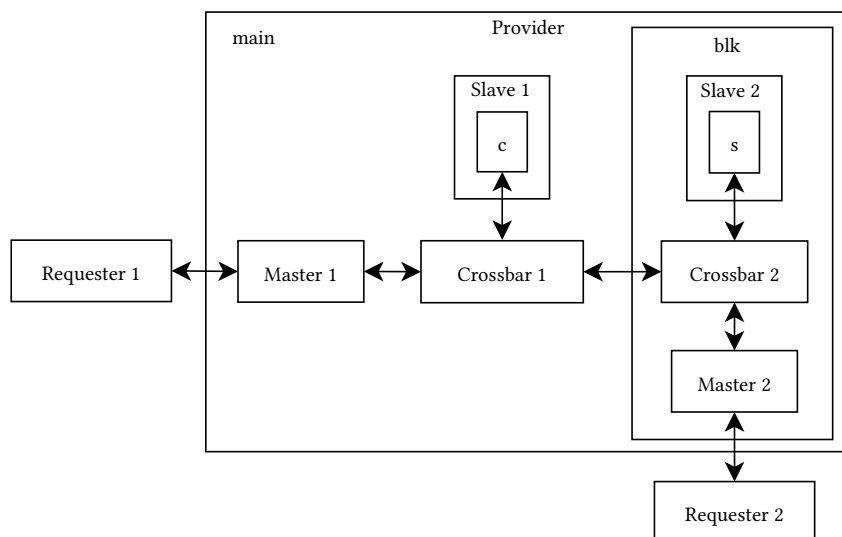 Provider
main
blk
Slave 1
Slave 2
c
s
Requester 1
Master 1
Crossbar 1
Crossbar 2
Master 2
Requester 2